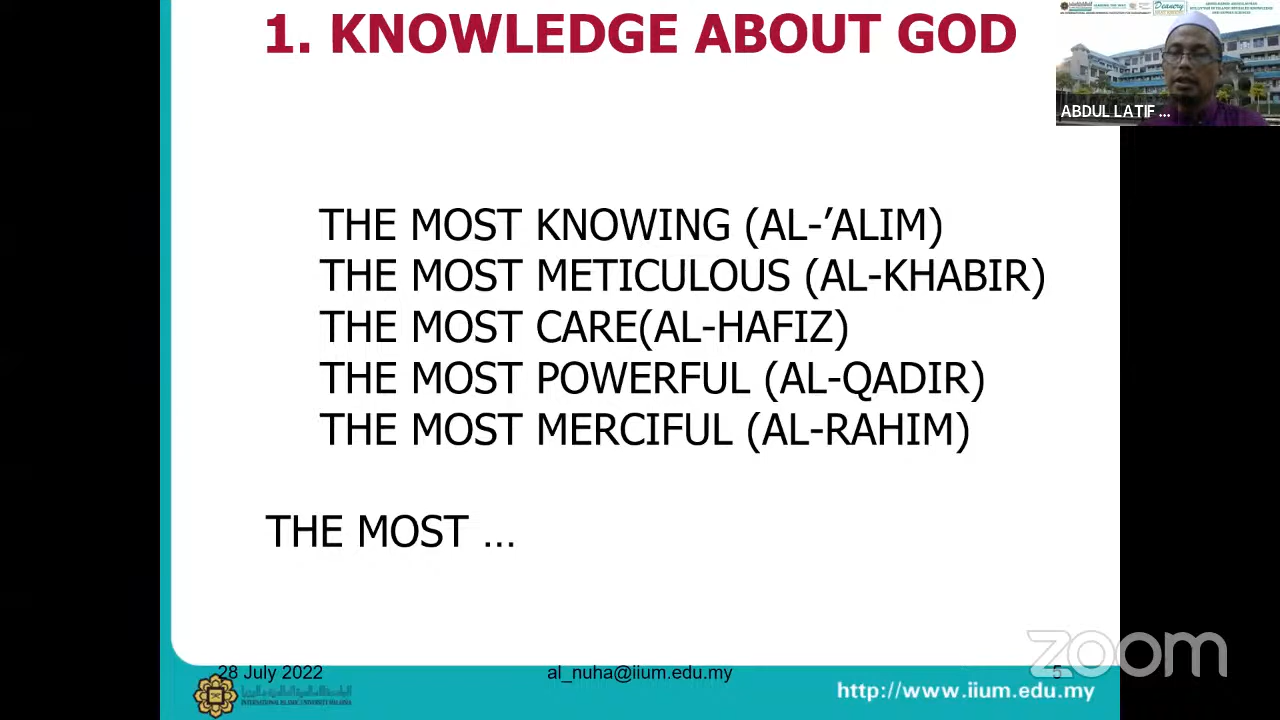 1. KNOWLEDGE ABOUT GOD
ABDUL LATIF ...
THE MOST KNOWING (AL-’ALIM)
THE MOST METICULOUS (AL-KHABIR)
THE MOST CARE(AL-HAFIZ)
THE MOST POWERFUL (AL-QADIR)
THE MOST MERCIFUL (AL-RAHIM)
THE MOST …
zoom
28 July 2022
al_nuha@iium.edu.my
5
INTERNATIONAL ISLAMIC UNIVERSITY MALAYSIA
http://www.iium.edu.my